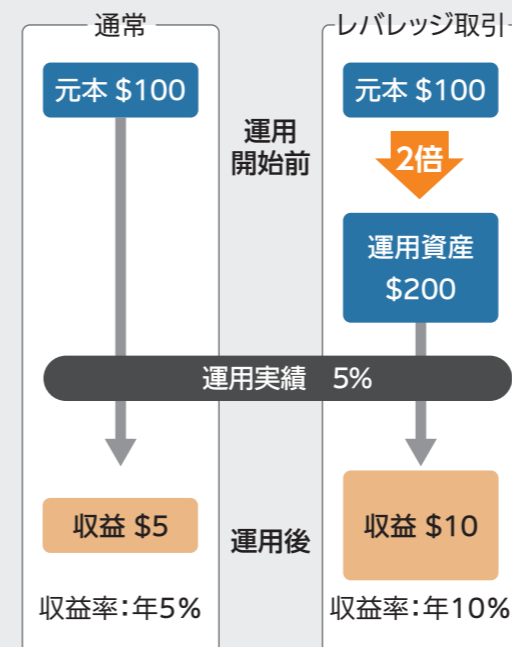 通常
レバレッジ取引
元本 $100
元本 $100
運用
開始前
2倍
運用資産
$200
運用実績 5%
収益 $5
運用後
収益 $10
収益率：年5%
収益率：年10%